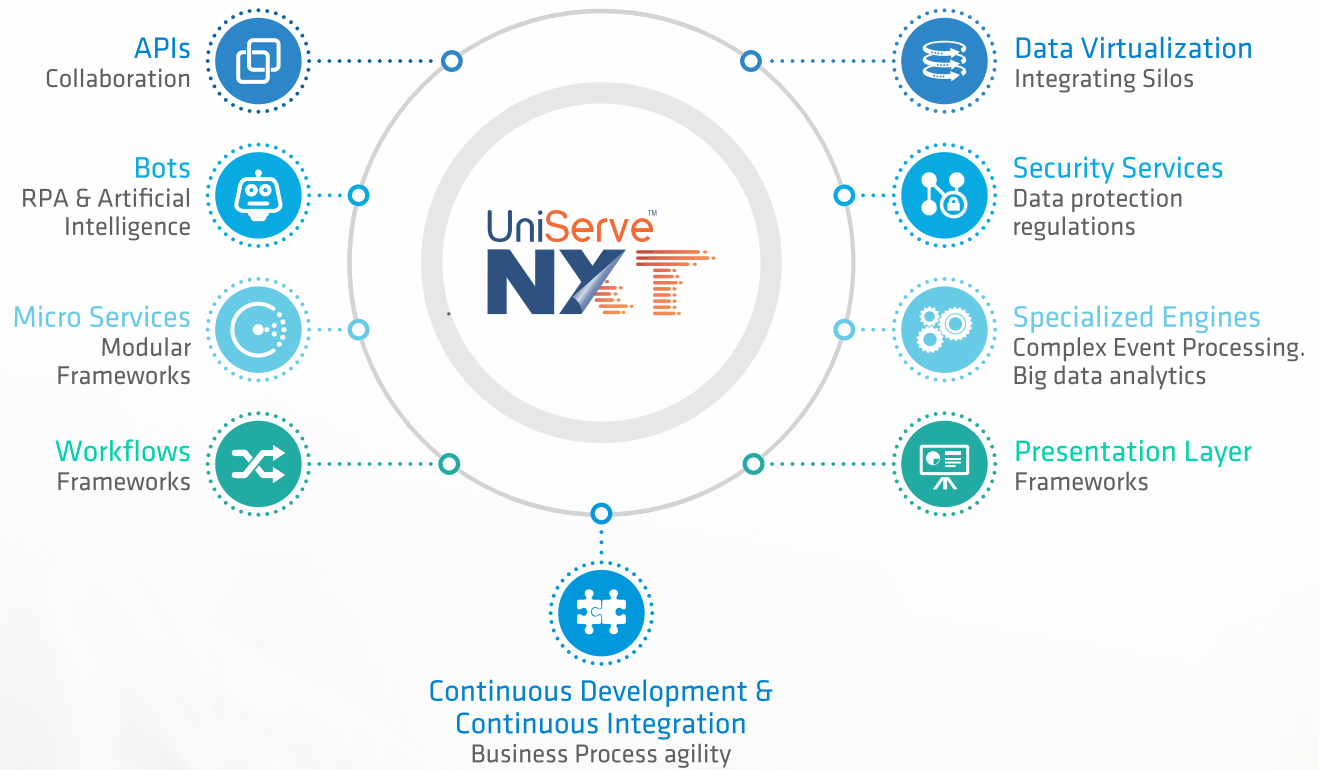 APIs
Collaboration
Bots
RPA & Artificial
Intelligence
Micro Services
Modular
Frameworks
Workflows
Frameworks
UniServe™
NXT
Data Virtualization
Integrating Silos
Security Services
Data protection
regulations
Specialized Engines
Complex Event Processing.
Big data analytics
Presentation Layer
Frameworks
Continuous Development &
Continuous Integration
Business Process agility